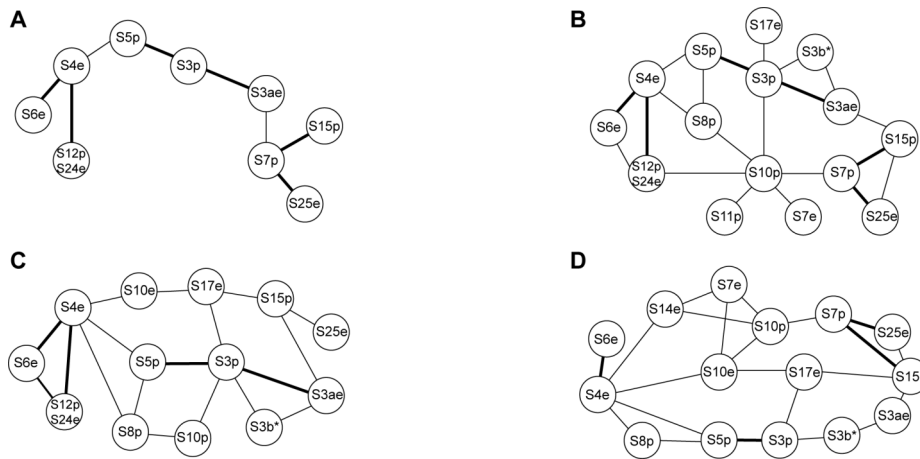 A
S5p
S4e
S3p
S3ae
S6e
S15p
S12p
S24e
S7p
S25e
B
S17e
S5p
S3b*
S4e
S3p
S3ae
S6e
S8p
S15p
S12p
S24e
S10p
S7p
S11p
S7e
S25e
C
S4e
S10e
S17e
S15p
S25e
S6e
S5p
S3p
S12p
S24e
S3ae
S8p
S10p
S3b*
D
S7e
S14e
S10p
S7p
S6e
S25e
S10e
S17e
S15
S4e
S3ae
S8p
S5p
S3p
S3b*